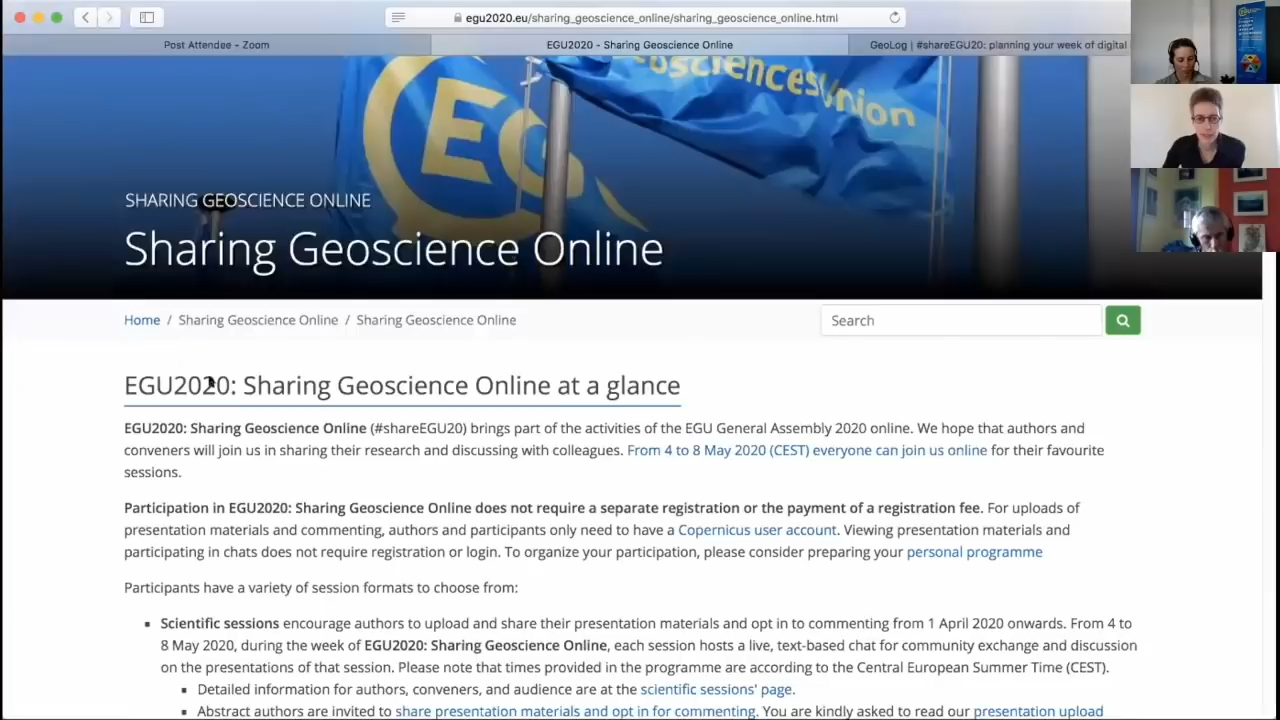 egu2020.eu/sharing_geoscience_online/sharing_geoscience_online.html
Post Attendee - Zoom
EGU2020 - Sharing Geoscience Online
GeoLog | #shareEGU20: planning your week of digital
EG
eosciencesUnion
SHARING GEOSCIENCE ONLINE
Sharing Geoscience Online
Home / Sharing Geoscience Online / Sharing Geoscience Online
Search
EGU2020: Sharing Geoscience Online at a glance
EGU2020: Sharing Geoscience Online (#shareEGU20) brings part of the activities of the EGU General Assembly 2020 online. We hope that authors and
conveners will join us in sharing their research and discussing with colleagues. From 4 to 8 May 2020 (CEST) everyone can join us online for their favourite
sessions.
Participation in EGU2020: Sharing Geoscience Online does not require a separate registration or the payment of a registration fee. For uploads of
presentation materials and commenting, authors and participants only need to have a Copernicus user account. Viewing presentation materials and
participating in chats does not require registration or login. To organize your participation, please consider preparing your personal programme
Participants have a variety of session formats to choose from:
▪ Scientific sessions encourage authors to upload and share their presentation materials and opt in to commenting from 1 April 2020 onwards. From 4 to
8 May 2020, during the week of EGU2020: Sharing Geoscience Online, each session hosts a live, text-based chat for community exchange and discussion
on the presentations of that session. Please note that times provided in the programme are according to the Central European Summer Time (CEST).
▪ Detailed information for authors, conveners, and audience are at the scientific sessions' page.
▪ Abstract authors are invited to share presentation materials and opt in for commenting. You are kindly asked to read our presentation upload